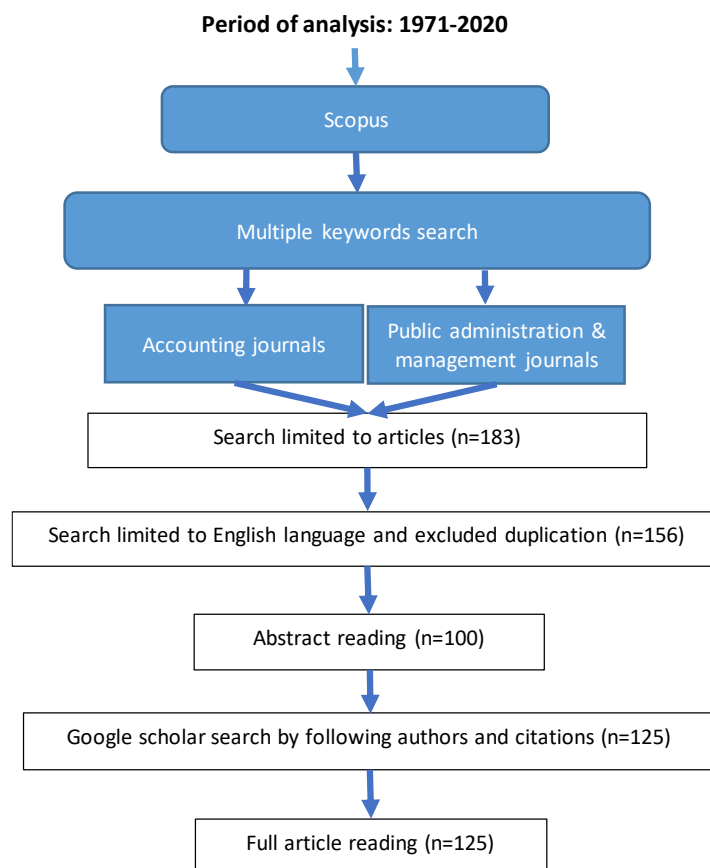 Period of analysis: 1971-2020
Scopus
Multiple keywords search
Accounting journals
Public administration &
management journals
Search limited to articles (n=183)
Search limited to English language and excluded duplication (n=156)
Abstract reading (n=100)
Google scholar search by following authors and citations (n=125)
Full article reading (n=125)